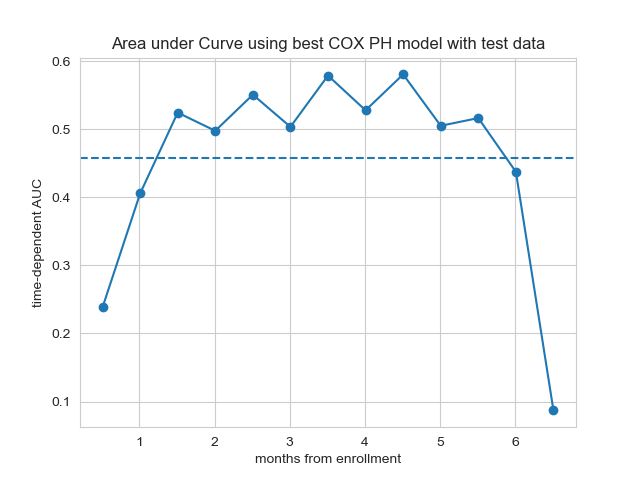 Area under Curve using best COX PH model with test data
0.6
0.5
0.4
0.3
0.2
0.1
time-dependent AUC
1 2 3 4 5 6
months from enrollment